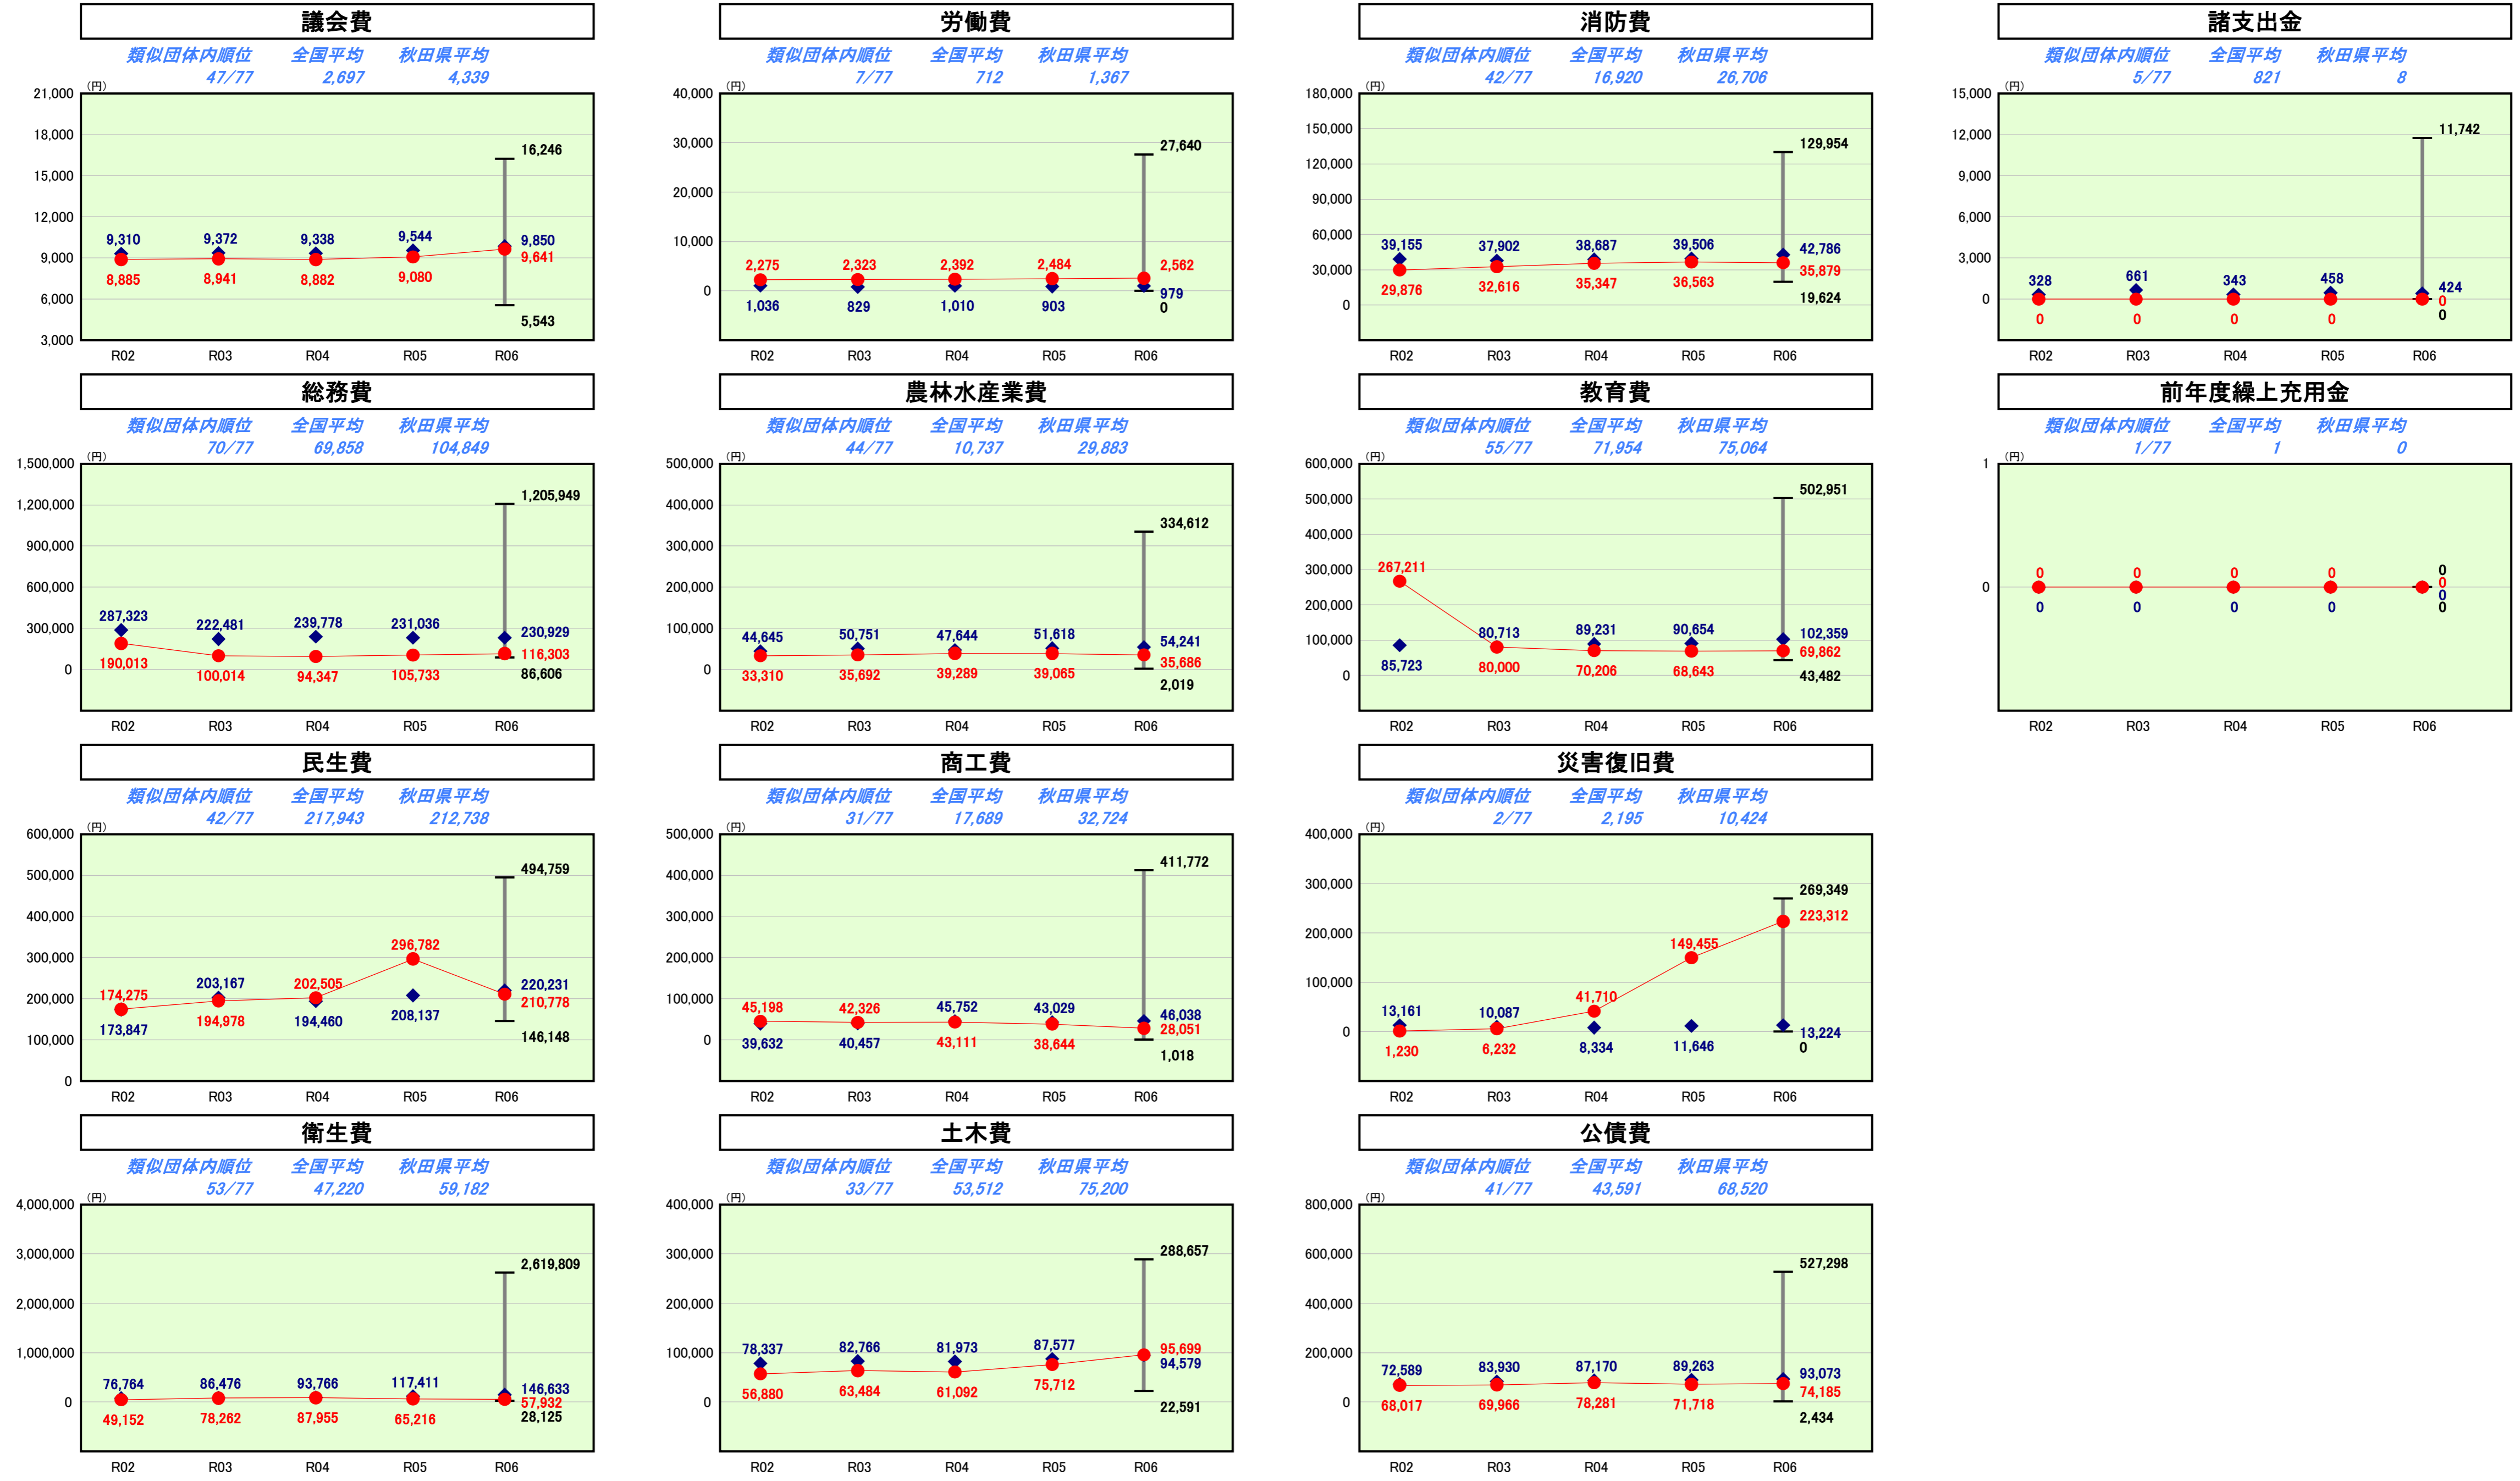 議会費
類似団体内順位 全国平均 秋田県平均
47/77 2,697 4,339
(円)
21,000
18,000
15,000
12,000
9,000
6,000
3,000
16,246
9,310 9,372 9,338 9,544 9,850
8,885 8,941 8,882 9,080 9,641
5,543
R02 R03 R04 R05 R06
労働費
類似団体内順位 全国平均 秋田県平均
7/77 712 1,367
(円)
40,000
30,000
20,000
10,000
0
27,640
2,275 2,323 2,392 2,484 2,562
1,036 829 1,010 903 979
0
R02 R03 R04 R05 R06
消防費
類似団体内順位 全国平均 秋田県平均
42/77 16,920 26,706
(円)
180,000
150,000
120,000
90,000
60,000
30,000
0
129,954
39,155 37,902 38,687 39,506 42,786
29,876 32,616 35,347 36,563 35,879
19,624
R02 R03 R04 R05 R06
諸支出金
類似団体内順位 全国平均 秋田県平均
5/77 821 8
(円)
15,000
12,000
9,000
6,000
3,000
0
11,742
328 661 343 458 424
0 0 0 0 0
0
R02 R03 R04 R05 R06
総務費
類似団体内順位 全国平均 秋田県平均
70/77 69,858 104,849
(円)
1,500,000
1,200,000
900,000
600,000
300,000
0
1,205,949
287,323 222,481 239,778 231,036 230,929
190,013 100,014 94,347 105,733 116,303
86,606
R02 R03 R04 R05 R06
農林水産業費
類似団体内順位 全国平均 秋田県平均
44/77 10,737 29,883
(円)
500,000
400,000
300,000
200,000
100,000
0
334,612
44,645 50,751 47,644 51,618 54,241
33,310 35,692 39,289 39,065 35,686
2,019
R02 R03 R04 R05 R06
教育費
類似団体内順位 全国平均 秋田県平均
55/77 71,954 75,064
(円)
600,000
500,000
400,000
300,000
200,000
100,000
0
502,951
267,211 80,713 89,231 90,654 102,359
85,723 80,000 70,206 68,643 69,862
43,482
R02 R03 R04 R05 R06
前年度繰上充用金
類似団体内順位 全国平均 秋田県平均
1/77 1 0
(円)
1
0
0
0 0 0 0 0
0 0 0 0 0
0
R02 R03 R04 R05 R06
民生費
類似団体内順位 全国平均 秋田県平均
42/77 217,943 212,738
(円)
600,000
500,000
400,000
300,000
200,000
100,000
0
494,759
174,275 203,167 202,505 296,782 220,231
173,847 194,978 194,460 208,137 210,778
146,148
R02 R03 R04 R05 R06
商工費
類似団体内順位 全国平均 秋田県平均
31/77 17,689 32,724
(円)
500,000
400,000
300,000
200,000
100,000
0
411,772
45,198 42,326 45,752 43,029 46,038
39,632 40,457 43,111 38,644 28,051
1,018
R02 R03 R04 R05 R06
災害復旧費
類似団体内順位 全国平均 秋田県平均
2/77 2,195 10,424
(円)
400,000
300,000
200,000
100,000
0
269,349
13,161 10,087 41,710 149,455 223,312
1,230 6,232 8,334 11,646 13,224
0
R02 R03 R04 R05 R06
衛生費
類似団体内順位 全国平均 秋田県平均
53/77 47,220 59,182
(円)
4,000,000
3,000,000
2,000,000
1,000,000
0
2,619,809
76,764 86,476 93,766 117,411 146,633
49,152 78,262 87,955 65,216 57,932
28,125
R02 R03 R04 R05 R06
土木費
類似団体内順位 全国平均 秋田県平均
33/77 53,512 75,200
(円)
400,000
300,000
200,000
100,000
0
288,657
78,337 82,766 81,973 87,577 95,699
56,880 63,484 61,092 75,712 94,579
22,591
R02 R03 R04 R05 R06
公債費
類似団体内順位 全国平均 秋田県平均
41/77 43,591 68,520
(円)
800,000
600,000
400,000
200,000
0
527,298
72,589 83,930 87,170 89,263 93,073
68,017 69,966 78,281 71,718 74,185
2,434
R02 R03 R04 R05 R06